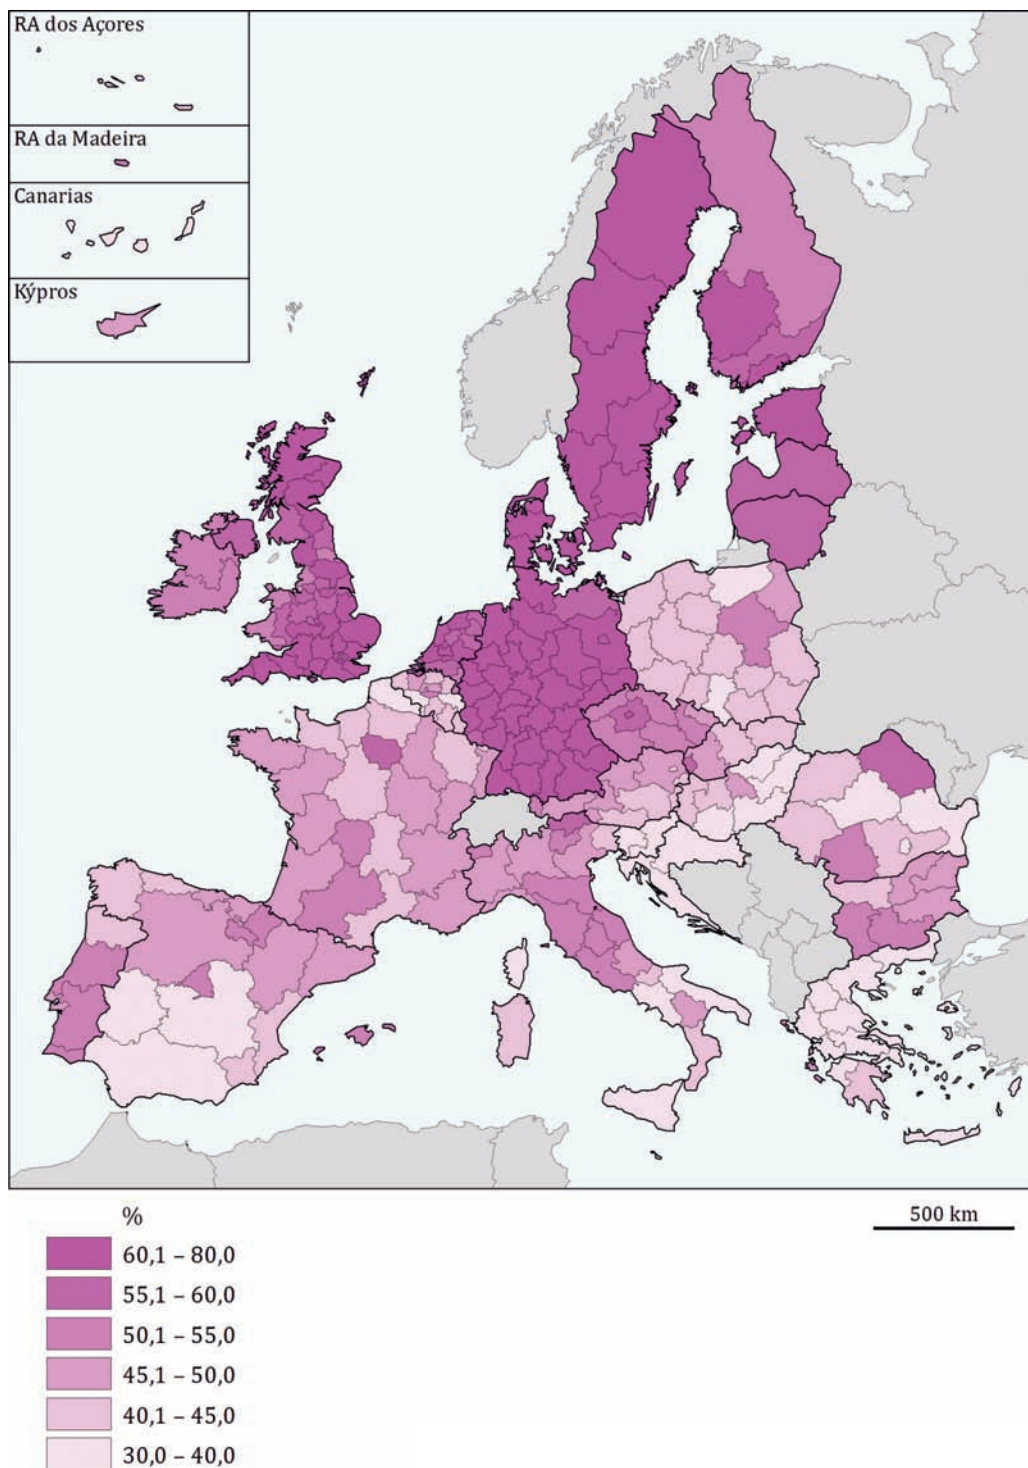 RA dos Açores
RA da Madeira
Canarias
Kýpros
%
500 km
60,1 – 80,0
55,1 – 60,0
50,1 – 55,0
45,1 – 50,0
40,1 – 45,0
30,0 – 40,0